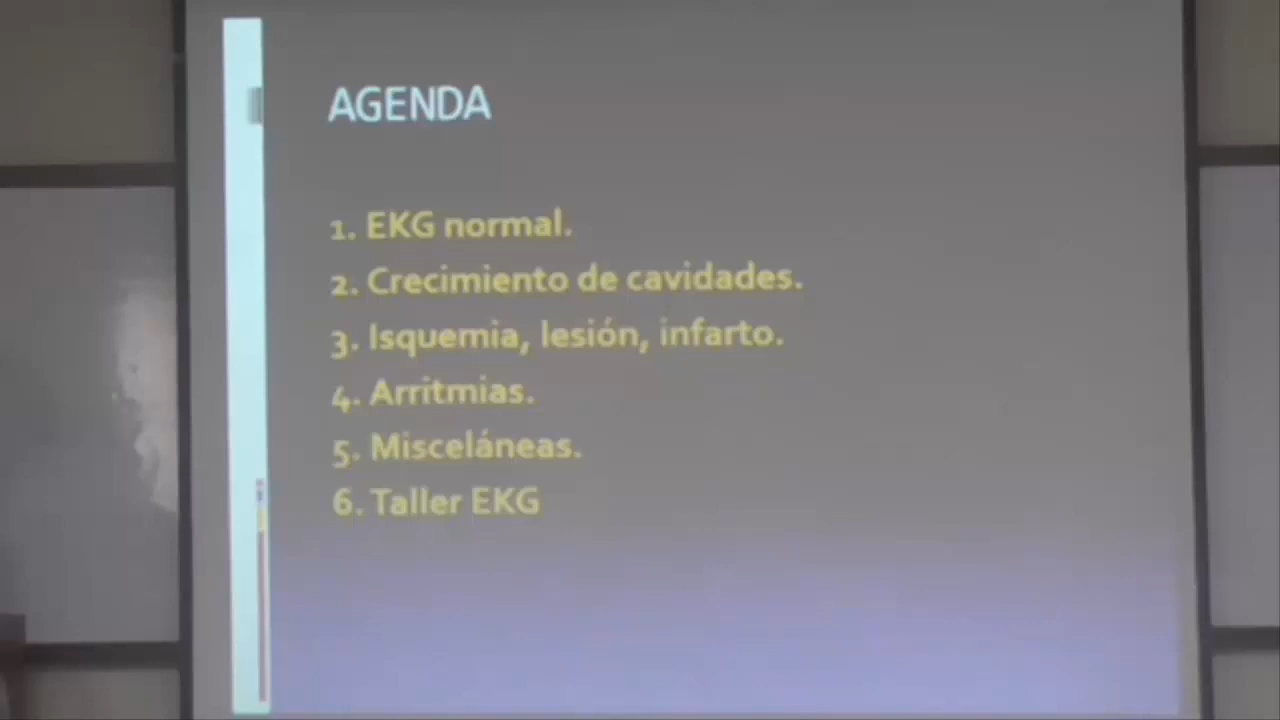 AGENDA
1. EKG normal.
2. Crecimiento de cavidades.
3. Isquemia, lesión, infarto.
4. Arritmias.
5. Misceláneas.
6. Taller EKG